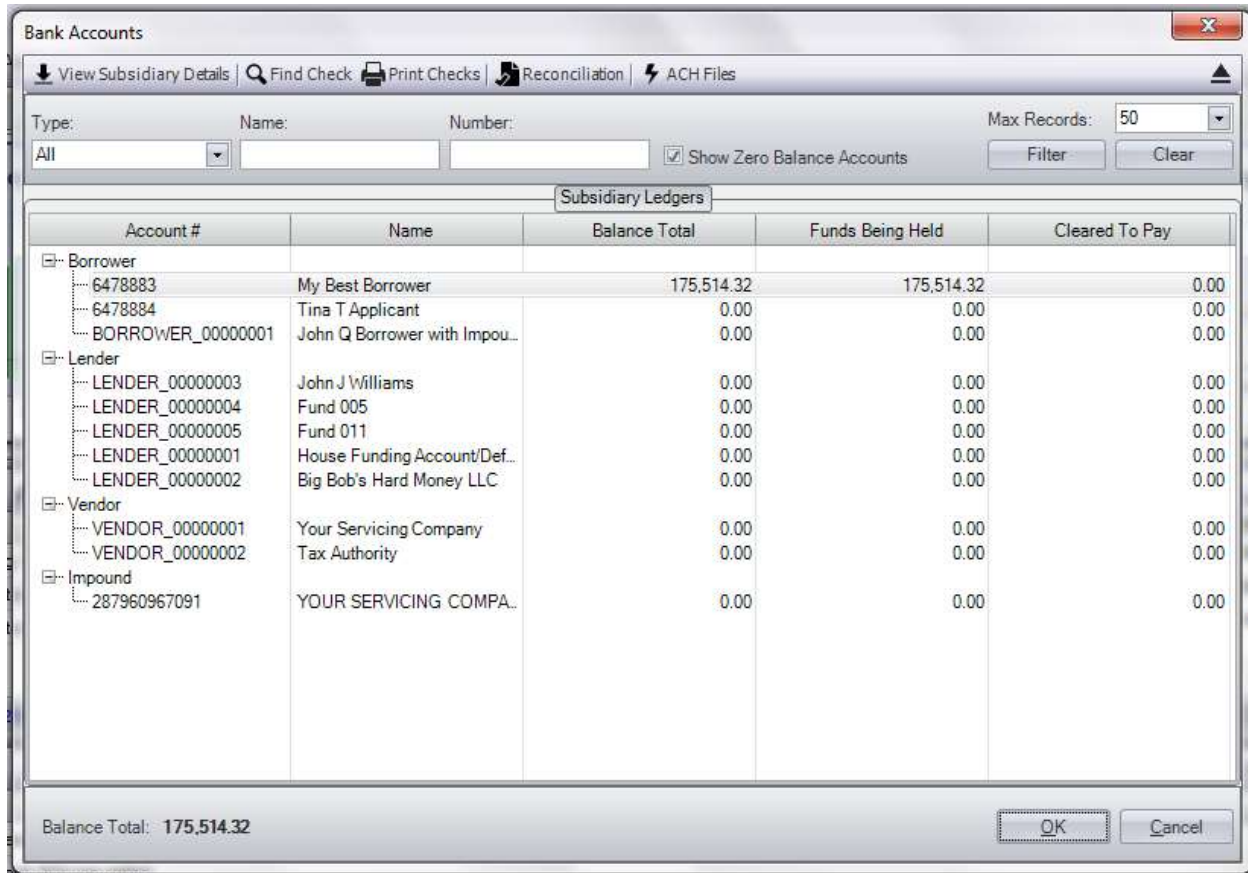 Bank Accounts
View Subsidiary Details | Find Check Print Checks | Reconciliation | ACH Files
Type: Name: Number: Max Records: 50
All Show Zero Balance Accounts Filter Clear
Subsidiary Ledgers
Account # Name Balance Total Funds Being Held Cleared To Pay
Borrower
6478883 My Best Borrower 175,514.32 175,514.32 0.00
6478884 Tina T Applicant 0.00 0.00 0.00
BORROWER_00000001 John Q Borrower with Impou... 0.00 0.00 0.00
Lender
LENDER_00000003 John J Williams 0.00 0.00 0.00
LENDER_00000004 Fund 005 0.00 0.00 0.00
LENDER_00000005 Fund 011 0.00 0.00 0.00
LENDER_00000001 House Funding Account/Def... 0.00 0.00 0.00
LENDER_00000002 Big Bob's Hard Money LLC 0.00 0.00 0.00
Vendor
VENDOR_00000001 Your Servicing Company 0.00 0.00 0.00
VENDOR_00000002 Tax Authority 0.00 0.00 0.00
Impound
287960967091 YOUR SERVICING COMPA... 0.00 0.00 0.00
Balance Total: 175,514.32 OK Cancel